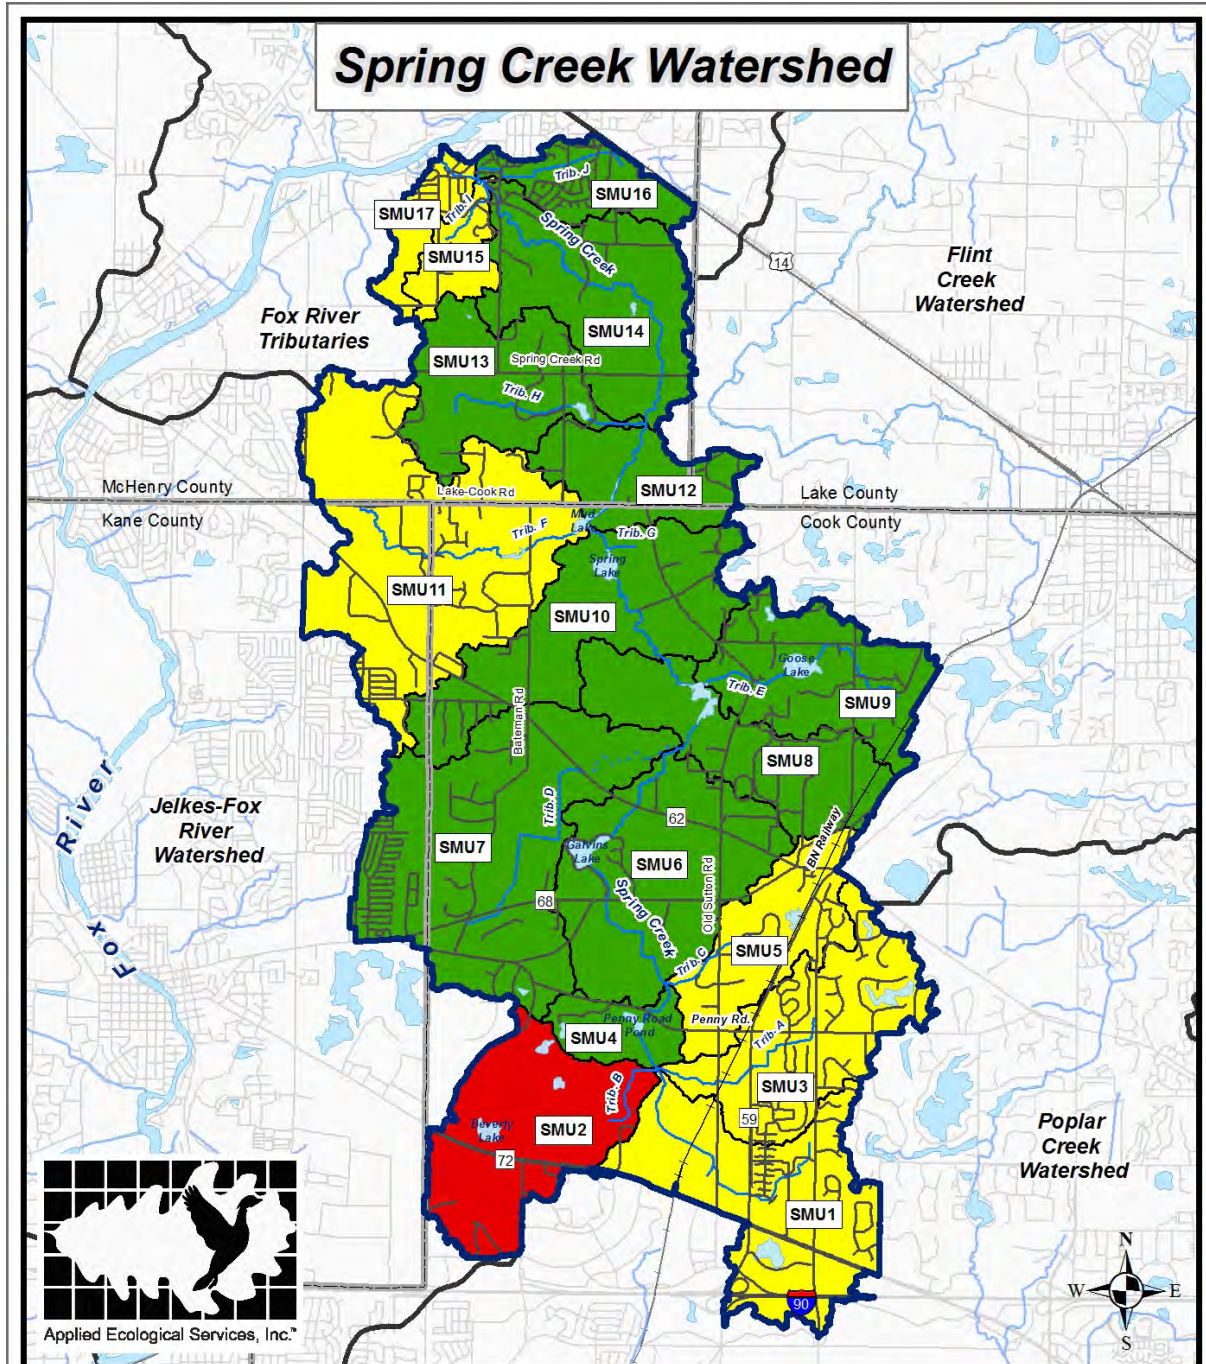 Spring Creek Watershed
Trib. J
SMU16
SMU17
Trib. I
Spring Creek
SMU15
14
Flint
Creek
Watershed
Fox River
Tributaries
SMU14
SMU13
Spring Creek Rd
Trib. H
McHenry County
Kane County
Lake-Cook Rd
SMU12
Lake County
Cook County
Trib. F
Mud
Lake
Trib. G
Spring
Lake
SMU11
SMU10
Goose
Lake
Trib. E
SMU9
Bateman Rd
SMU8
Fox River
Jelkes-Fox
River
Watershed
Trib. D
62
BN Railway
SMU7
Galvins
Lake
SMU6
Old Sutton Rd
68
Spring Creek
SMU5
Trib. C
Penny Road
Pond
Penny Rd.
SMU4
Trib. A
Trib. B
SMU3
59
Beverly
Lake
SMU2
72
Poplar
Creek
Watershed
SMU1
90
N
W
E
S
Applied Ecological Services, Inc.™